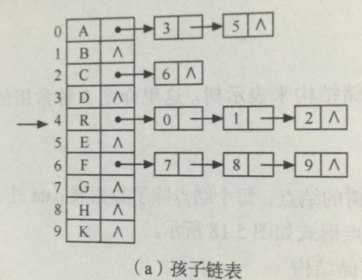 0 A 3 5 ∧
1 B ∧
2 C 6 ∧
3 D ∧
4 R 0 1 2 ∧
5 E ∧
6 F 7 8 9 ∧
7 G ∧
8 H ∧
9 K ∧
(a) 孩子链表